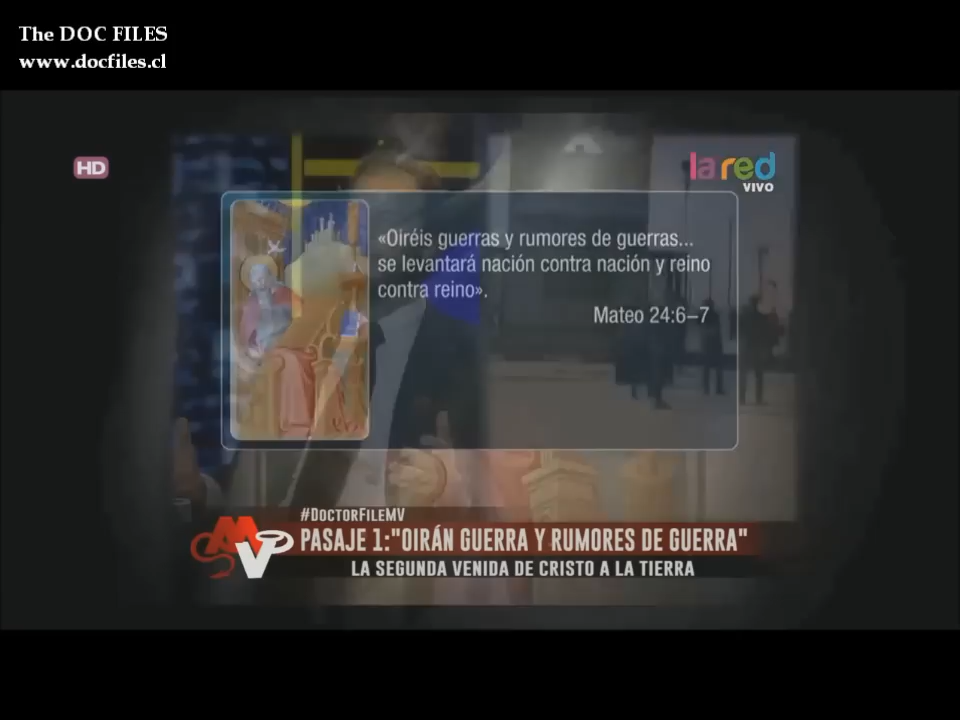 The DOC FILES
www.docfiles.cl
HD
la red
VIVO
«Oiréis guerras y rumores de guerras...
se levantará nación contra nación y reino
contra reino».
Mateo 24:6–7
#DOCTORFILEMV
MV
PASAJE 1:"OIRÁN GUERRA Y RUMORES DE GUERRA"
LA SEGUNDA VENIDA DE CRISTO A LA TIERRA